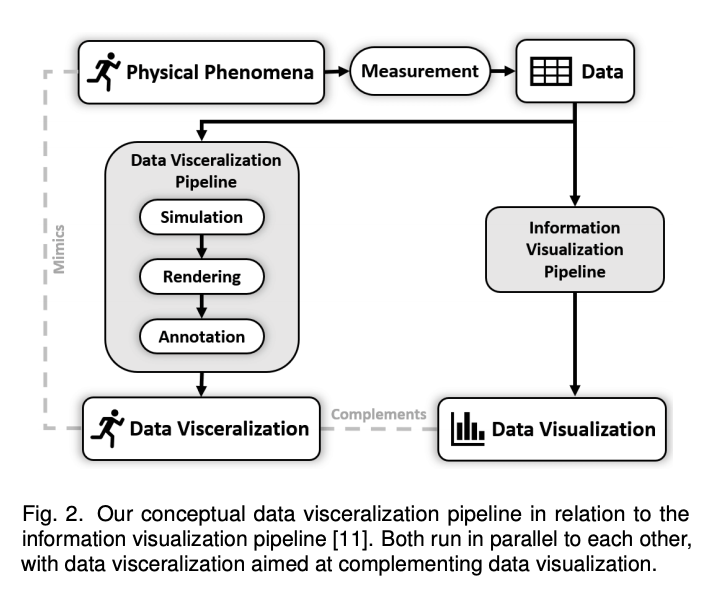 Physical Phenomena
Measurement
Data
Data Visceralization
Pipeline
Simulation
Rendering
Annotation
Information
Visualization
Pipeline
Mimics
Data Visceralization
Complements
Data Visualization
Fig. 2. Our conceptual data visceralization pipeline in relation to the
information visualization pipeline [11]. Both run in parallel to each other,
with data visceralization aimed at complementing data visualization.